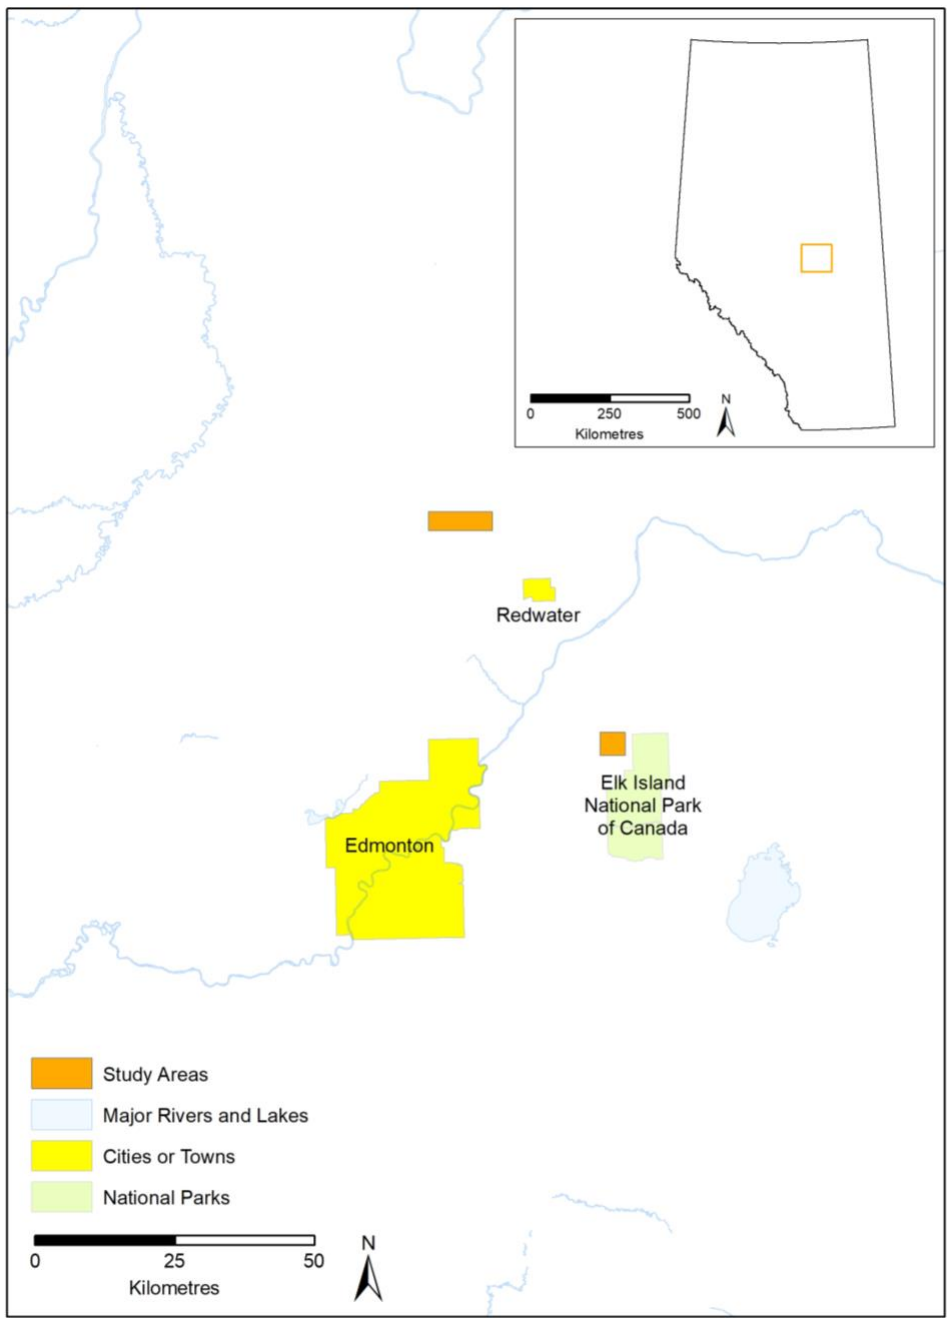 N
0 250 500
Kilometres
Redwater
Elk Island
National Park
of Canada
Edmonton
Study Areas
Major Rivers and Lakes
Cities or Towns
National Parks
N
0 25 50
Kilometres